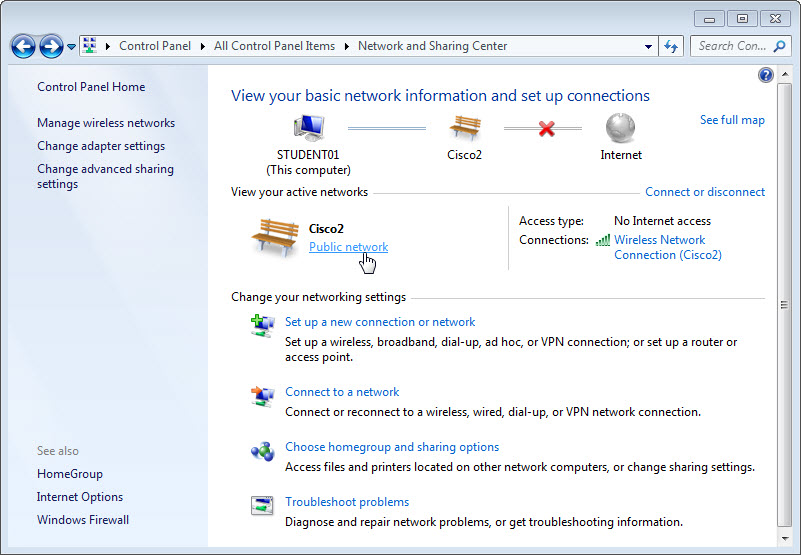 Control Panel
All Control Panel Items
Network and Sharing Center
Search Con...
Control Panel Home
Manage wireless networks
Change adapter settings
Change advanced sharing
settings
See also
HomeGroup
Internet Options
Windows Firewall
View your basic network information and set up connections
See full map
STUDENT01
(This computer)
Cisco2
Internet
View your active networks
Connect or disconnect
Cisco2
Public network
Access type:
No Internet access
Connections:
Wireless Network
Connection (Cisco2)
Change your networking settings
Set up a new connection or network
Set up a wireless, broadband, dial-up, ad hoc, or VPN connection; or set up a router or
access point.
Connect to a network
Connect or reconnect to a wireless, wired, dial-up, or VPN network connection.
Choose homegroup and sharing options
Access files and printers located on other network computers, or change sharing settings.
Troubleshoot problems
Diagnose and repair network problems, or get troubleshooting information.